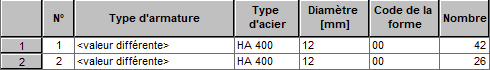 N° Type d'armature Type d'acier Diamètre [mm] Code de la forme Nombre
1 1 <valeur différente> HA 400 12 00 42
2 2 <valeur différente> HA 400 12 00 26